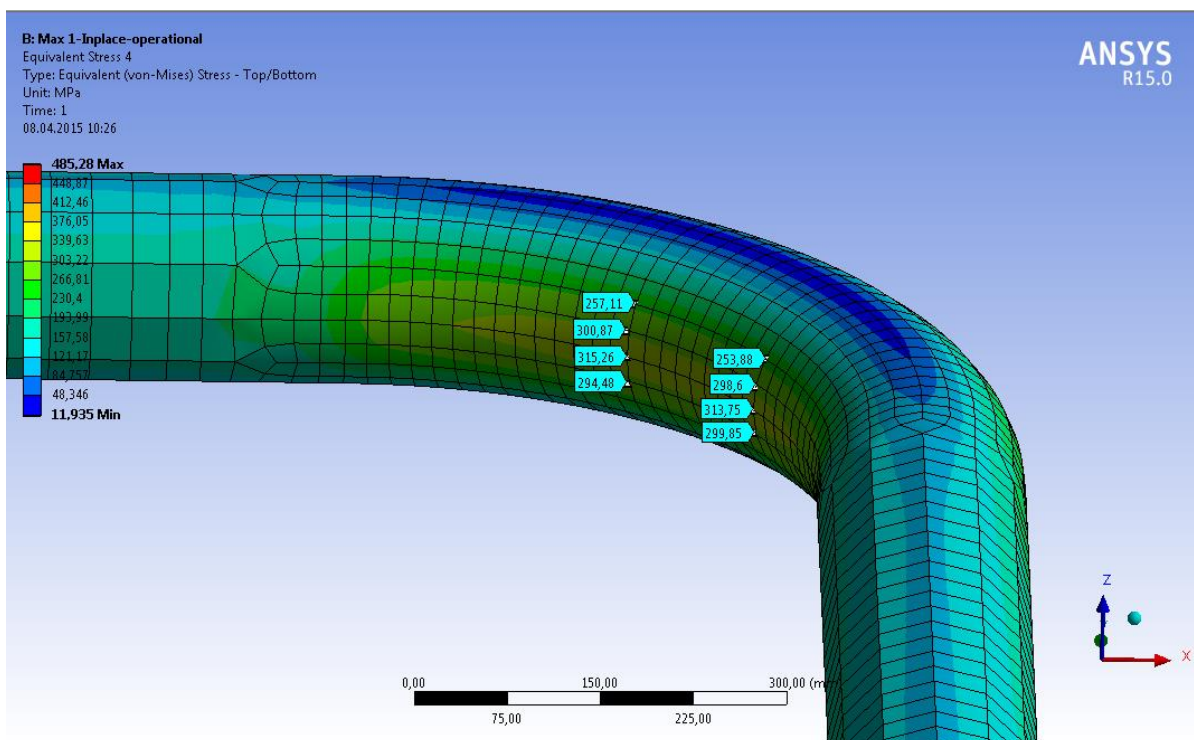 B: Max 1-Inplace-operational
Equivalent Stress 4
Type: Equivalent (von-Mises) Stress - Top/Bottom
Unit: MPa
Time: 1
08.04.2015 10:26
ANSYS
R15.0
485,28 Max
448,87
412,46
376,05
339,63
303,22
266,81
230,4
193,99
157,58
121,17
84,757
48,346
11,935 Min
257,11
300,87
315,26
294,48
253,88
298,6
313,75
299,85
Z
X
0,00
150,00
300,00 (m
75,00
225,00